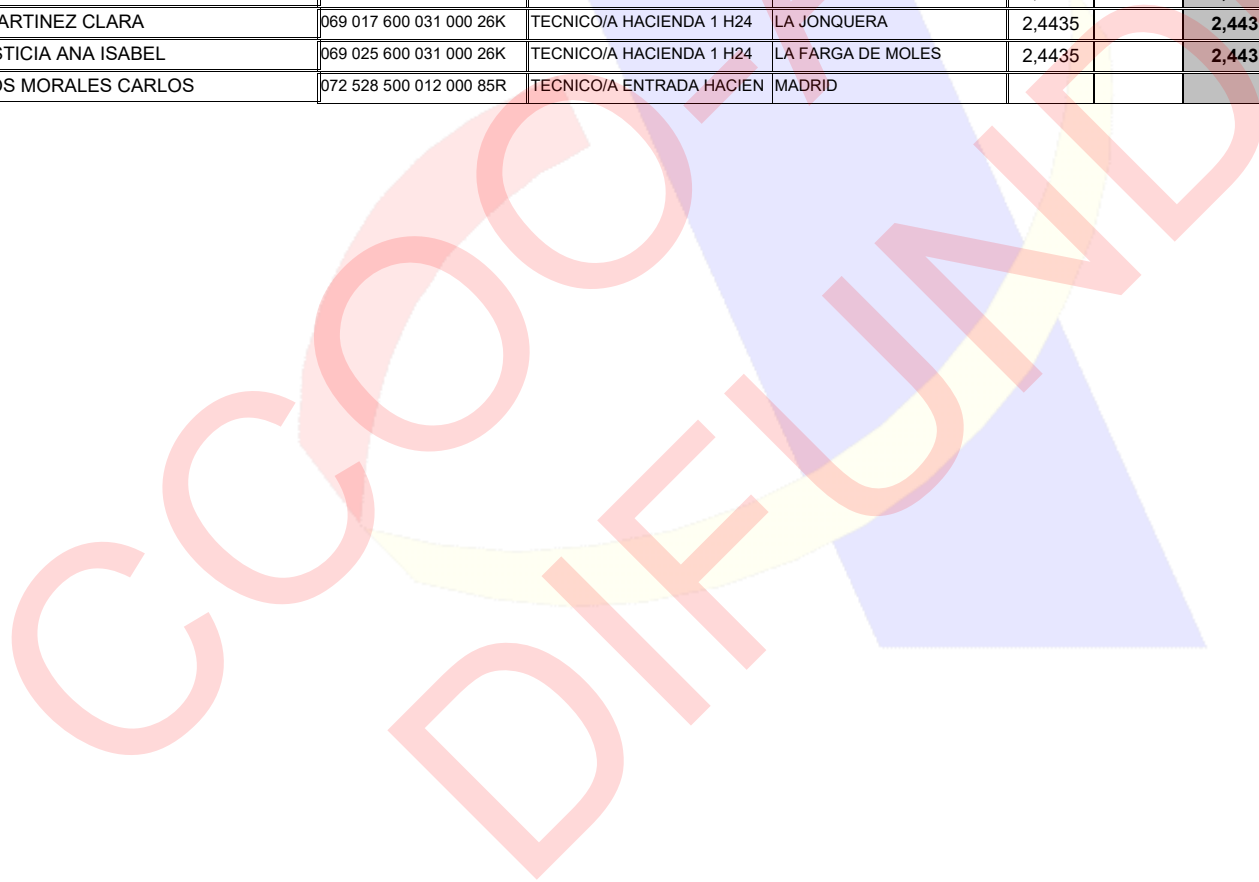 ARTINEZ CLARA 069 017 600 031 000 26K TECNICO/A HACIENDA 1 H24 LA JONQUERA 2,4435 2,443
STICIA ANA ISABEL 069 025 600 031 000 26K TECNICO/A HACIENDA 1 H24 LA FARGA DE MOLES 2,4435 2,443
OS MORALES CARLOS 072 528 500 012 000 85R TECNICO/A ENTRADA HACIEN MADRID
CCOO-A
DIFUND